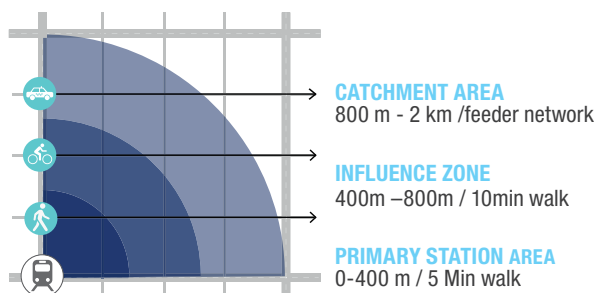 CATCHMENT AREA
800 m - 2 km /feeder network
INFLUENCE ZONE
400m –800m / 10min walk
PRIMARY STATION AREA
0-400 m / 5 Min walk